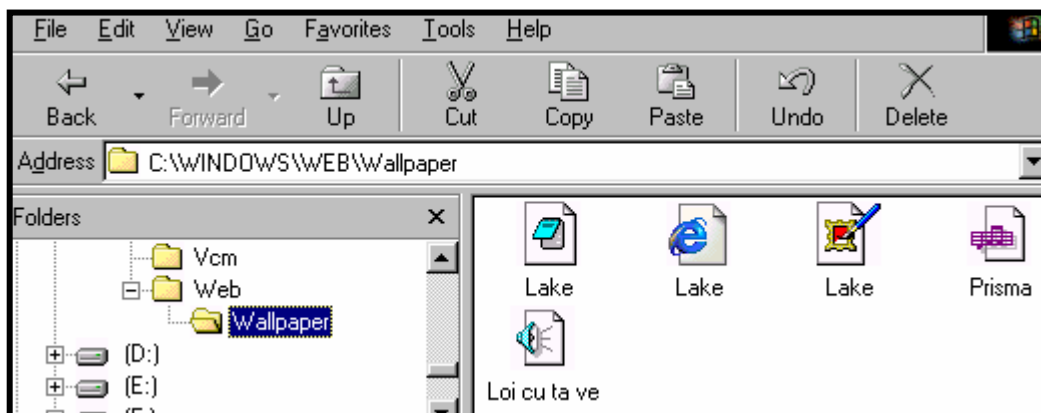 File Edit View Go Favorites Tools Help
Back Forward Up Cut Copy Paste Undo Delete
Address C:\WINDOWS\WEB\Wallpaper
Folders
Vcm
Web
Wallpaper
(D:)
(E:)
Lake Lake Lake Prisma
Loi cu ta ve